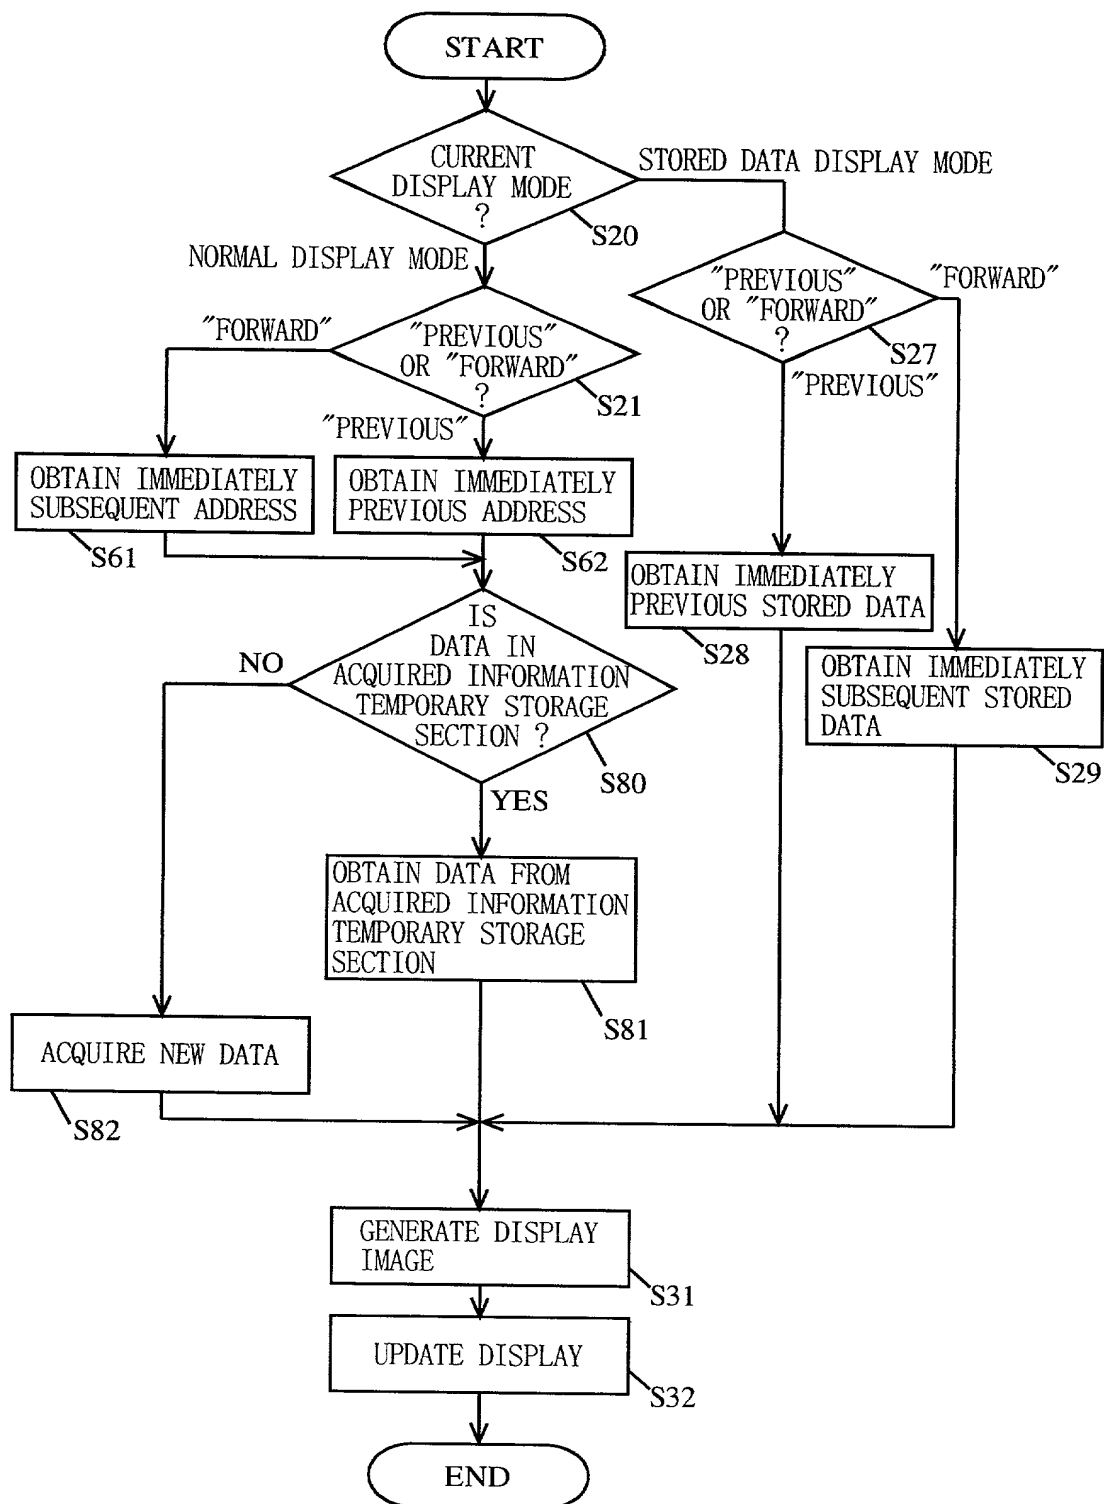 START
CURRENT
DISPLAY MODE
?
STORED DATA DISPLAY MODE
S20
NORMAL DISPLAY MODE
"PREVIOUS"
OR "FORWARD"
?
"FORWARD"
S27
"PREVIOUS"
"FORWARD"
"PREVIOUS"
OR "FORWARD"
?
S21
"PREVIOUS"
OBTAIN IMMEDIATELY
SUBSEQUENT ADDRESS
S61
OBTAIN IMMEDIATELY
PREVIOUS ADDRESS
S62
OBTAIN IMMEDIATELY
PREVIOUS STORED DATA
S28
OBTAIN IMMEDIATELY
SUBSEQUENT STORED
DATA
S29
IS
DATA IN
ACQUIRED INFORMATION
TEMPORARY STORAGE
SECTION ?
NO
S80
YES
OBTAIN DATA FROM
ACQUIRED INFORMATION
TEMPORARY STORAGE
SECTION
S81
ACQUIRE NEW DATA
S82
GENERATE DISPLAY
IMAGE
S31
UPDATE DISPLAY
S32
END